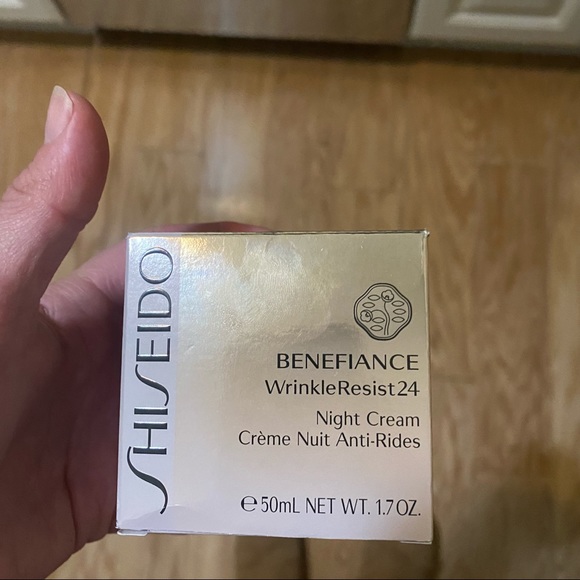 SHISEIDO
BENEFIANCE
WrinkleResist24
Night Cream
Crème Nuit Anti-Rides
℮50mL NET WT. 1.7 OZ.